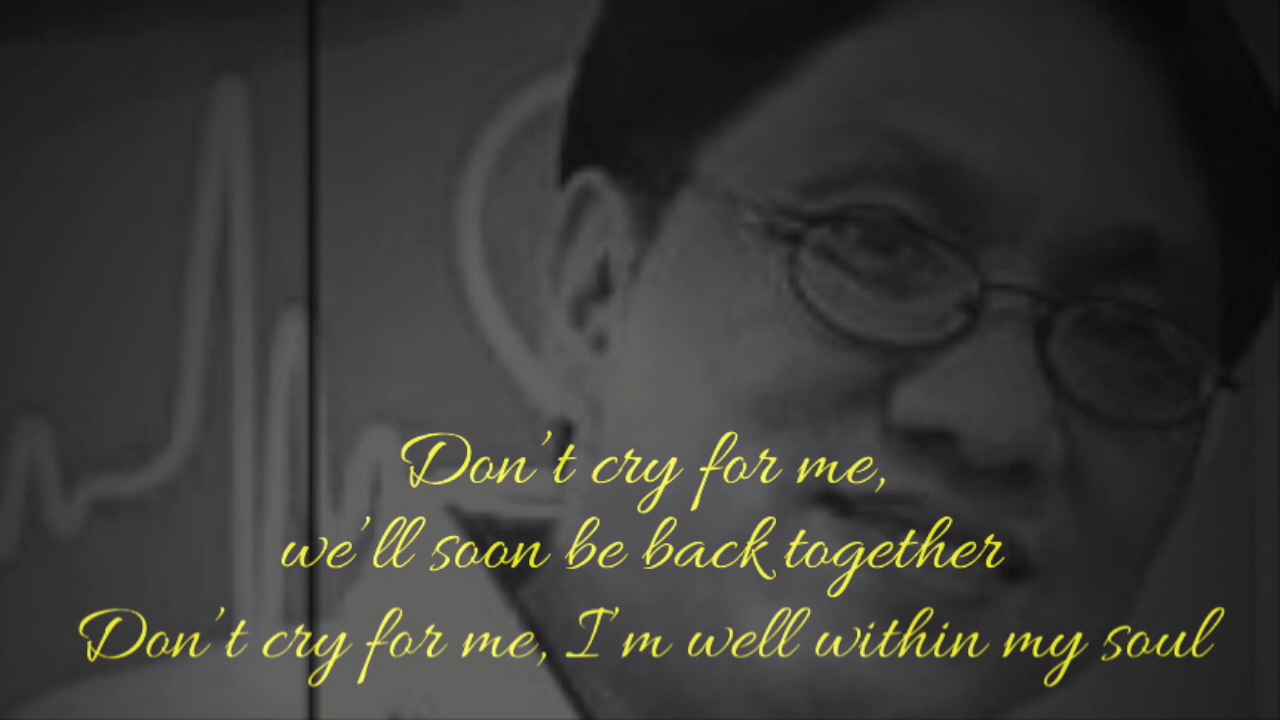 Don't cry for me,
we'll soon be back together
Don't cry for me, I'm well within my soul